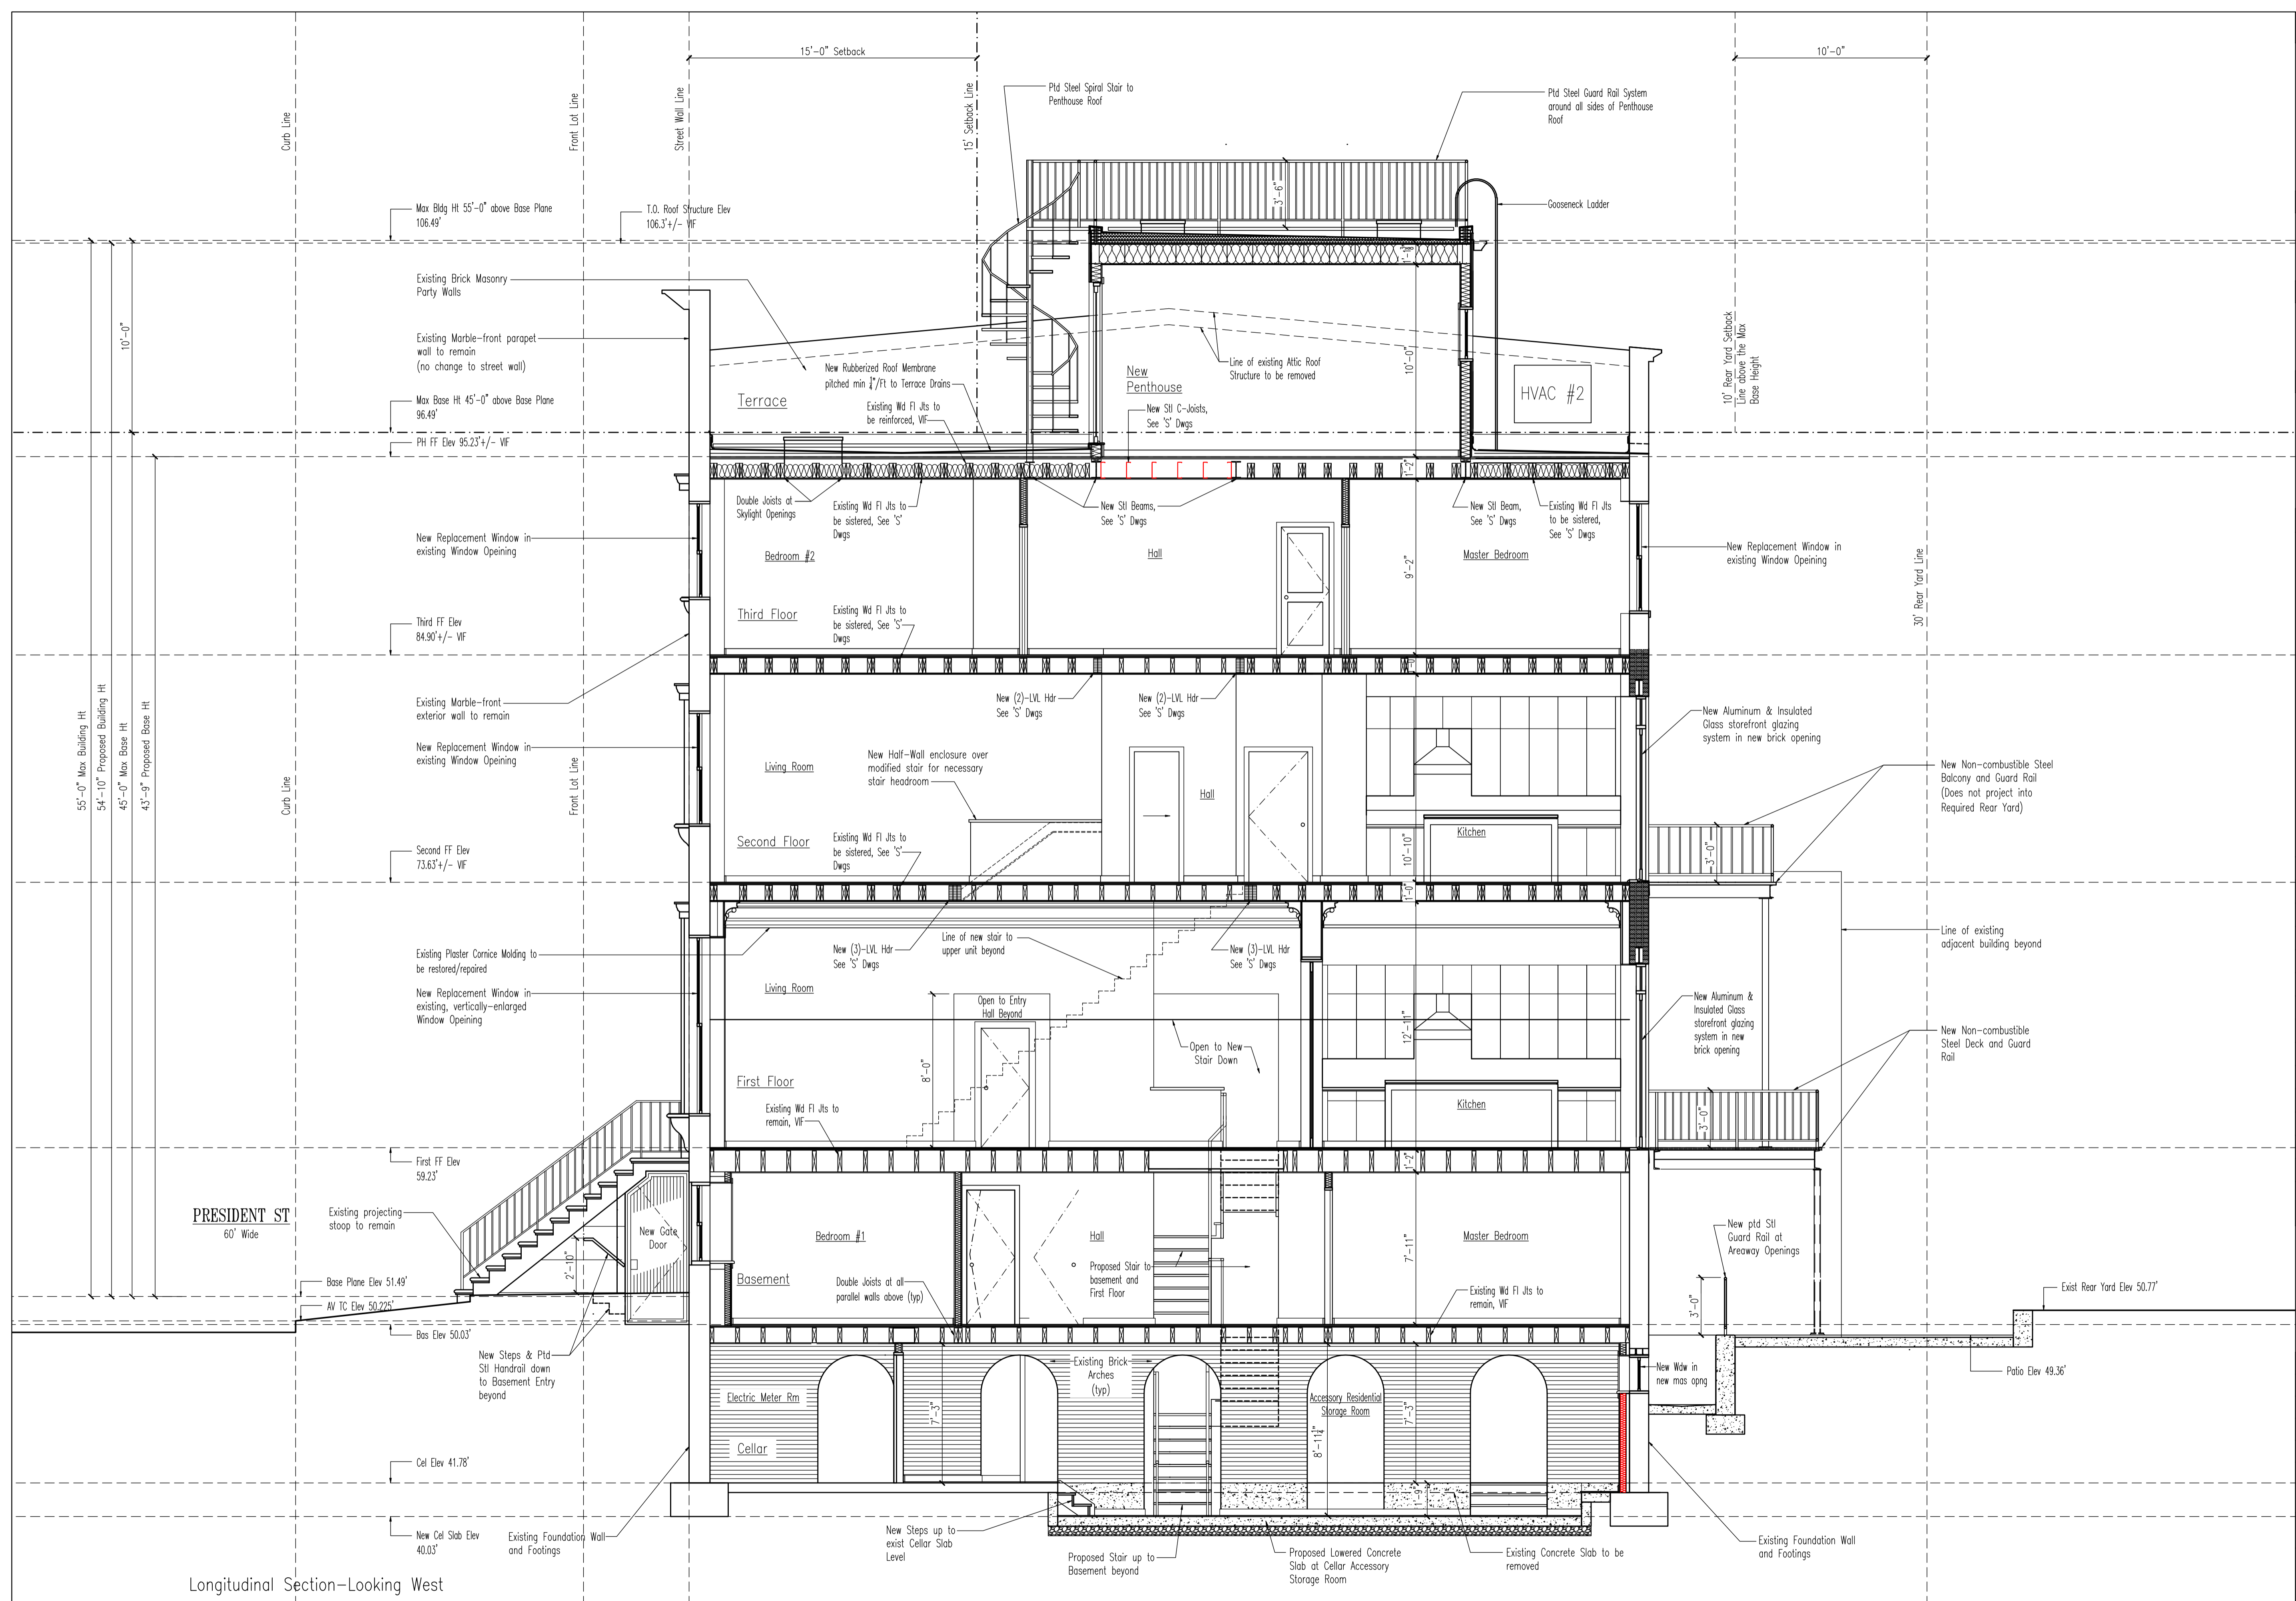 15'-0" Setback
10'-0"
Curb Line
Front Lot Line
Street Wall Line
15' Setback Line
Ptd Steel Spiral Stair to
Penthouse Roof
Ptd Steel Guard Rail System
around all sides of Penthouse
Roof
3'-6"
Gooseneck Ladder
Max Bldg Ht 55'-0" above Base Plane
106.49'
T.O. Roof Structure Elev
106.3'+/- VIF
Existing Brick Masonry
Party Walls
10'-0"
Existing Marble-front parapet
wall to remain
(no change to street wall)
New Rubberized Roof Membrane
pitched min ¼"/Ft to Terrace Drains
Terrace
Existing Wd Fl Jts to
be reinforced, VIF
New
Penthouse
Line of existing Attic Roof
Structure to be removed
10'-0"
HVAC #2
10' Rear Yard Setback
Line above the Max
Base Height
New Stl C-Joists,
See 'S' Dwgs
Max Base Ht 45'-0" above Base Plane
96.49'
PH FF Elev 95.23'+/- VIF
1'-2"
Double Joists at
Skylight Openings
Existing Wd Fl Jts to
be sistered, See 'S'
Dwgs
New Stl Beams,
See 'S' Dwgs
New Stl Beam,
See 'S' Dwgs
Existing Wd Fl Jts
to be sistered,
See 'S' Dwgs
New Replacement Window in
existing Window Opeining
Bedroom #2
Hall
Master Bedroom
9'-2"
New Replacement Window in
existing Window Opeining
30' Rear Yard Line
Third Floor
Existing Wd Fl Jts to
be sistered, See 'S'
Dwgs
Third FF Elev
84.90'+/- VIF
55'-0" Max Building Ht
54'-10" Proposed Building Ht
45'-0" Max Base Ht
43'-9" Proposed Base Ht
Curb Line
Front Lot Line
Existing Marble-front
exterior wall to remain
New (2)-LVL Hdr
See 'S' Dwgs
New (2)-LVL Hdr
See 'S' Dwgs
New Aluminum & Insulated
Glass storefront glazing
system in new brick opening
New Replacement Window in
existing Window Opeining
Living Room
New Half-Wall enclosure over
modified stair for necessary
stair headroom
Hall
Kitchen
10'-10"
New Non-combustible Steel
Balcony and Guard Rail
(Does not project into
Required Rear Yard)
3'-0"
Second Floor
Existing Wd Fl Jts to
be sistered, See 'S'
Dwgs
Second FF Elev
73.63'+/- VIF
1'-0"
Existing Plaster Cornice Molding to
be restored/repaired
New (3)-LVL Hdr
See 'S' Dwgs
Line of new stair to
upper unit beyond
New (3)-LVL Hdr
See 'S' Dwgs
Line of existing
adjacent building beyond
New Replacement Window in
existing, vertically-enlarged
Window Opeining
Living Room
Open to Entry
Hall Beyond
8'-0"
Open to New
Stair Down
12'-11"
New Aluminum &
Insulated Glass
storefront glazing
system in new
brick opening
New Non-combustible
Steel Deck and Guard
Rail
First Floor
Existing Wd Fl Jts to
remain, VIF
Kitchen
3'-0"
First FF Elev
59.23'
1'-2"
PRESIDENT ST
60' Wide
Existing projecting
stoop to remain
New Gate
Door
2'-10"
Bedroom #1
Hall
Master Bedroom
7'-11"
New ptd Stl
Guard Rail at
Areaway Openings
Basement
Double Joists at all
parallel walls above (typ)
Proposed Stair to
basement and
First Floor
Existing Wd Fl Jts to
remain, VIF
3'-0"
Exist Rear Yard Elev 50.77'
Base Plane Elev 51.49'
AV TC Elev 50.225'
Bas Elev 50.03'
New Steps & Ptd
Stl Handrail down
to Basement Entry
beyond
Electric Meter Rm
Cellar
7'-3"
Existing Brick
Arches
(typ)
Accessory Residential
Storage Room
8'-11½"
7'-3"
New Wdw in
new mas opng
Patio Elev 49.36'
Cel Elev 41.78'
1'-9"
New Cel Slab Elev
40.03'
Existing Foundation Wall
and Footings
New Steps up to
exist Cellar Slab
Level
Proposed Stair up to
Basement beyond
Proposed Lowered Concrete
Slab at Cellar Accessory
Storage Room
Existing Concrete Slab to be
removed
Existing Foundation Wall
and Footings
Longitudinal Section-Looking West